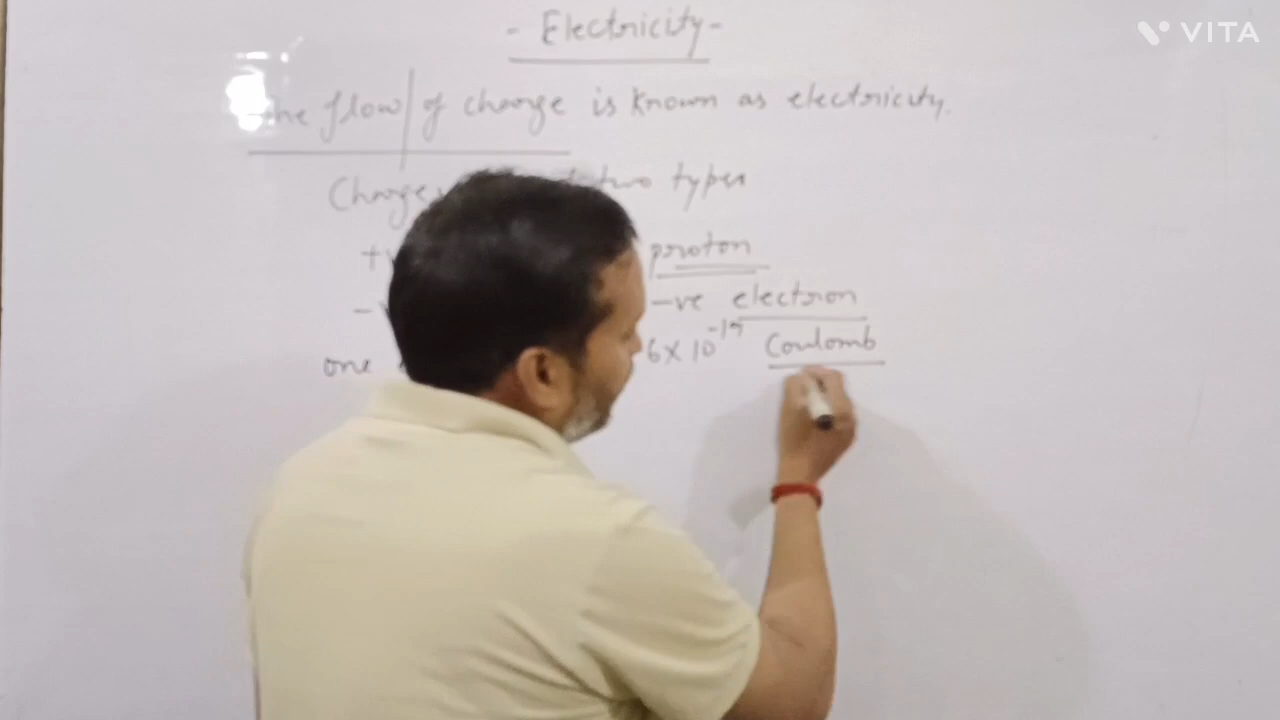 VITA
- Electricity -
The flow of charge is known as electricity.
Charge two types
proton
-ve electron
one 6 x 10^-19 Coulomb